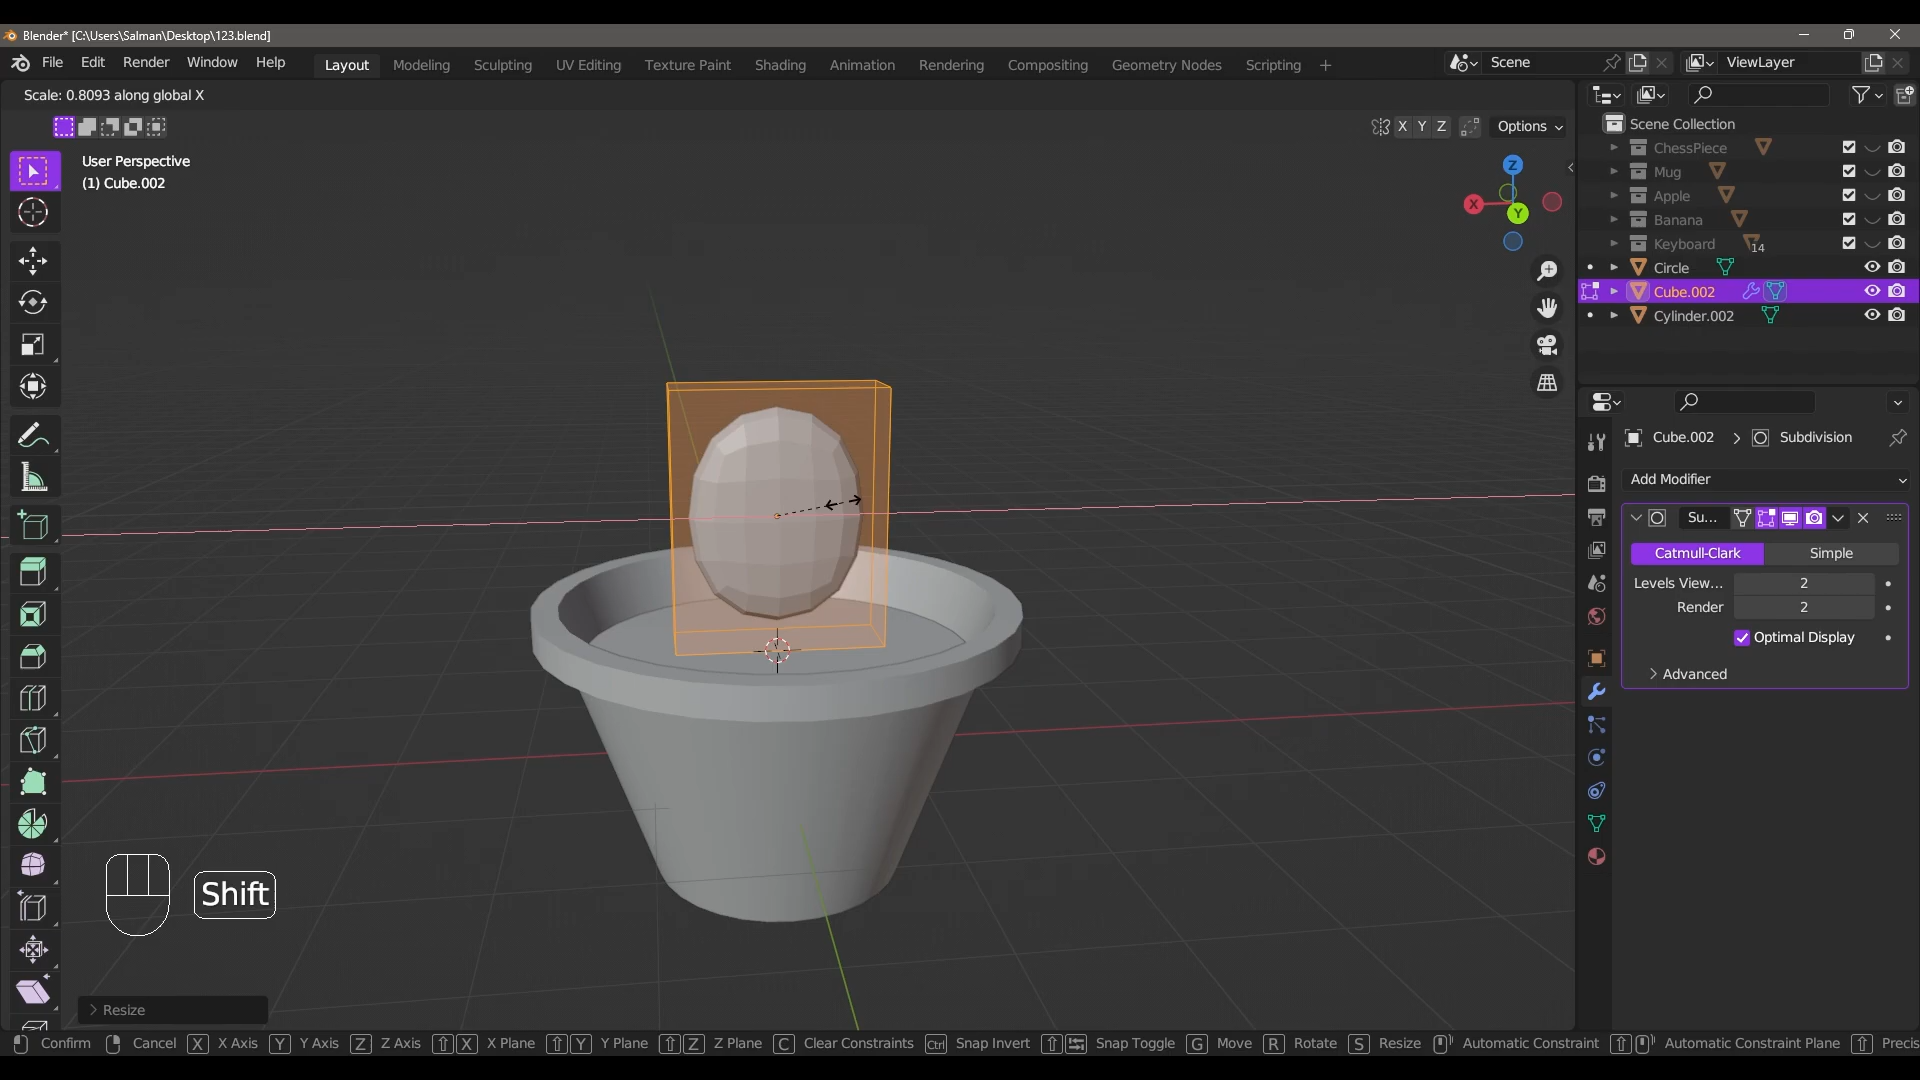 Blender* [C:\Users\Salman\Desktop\123.blend]
File Edit Render Window Help Layout Modeling Sculpting UV Editing Texture Paint Shading Animation Rendering Compositing Geometry Nodes Scripting + Scene ViewLayer
Scale: 0.8093 along global X
X Y Z Options
User Perspective
(1) Cube.002
Z
X
Y
Scene Collection
ChessPiece
Mug
Apple
Banana
Keyboard 14
Circle
Cube.002
Cylinder.002
Cube.002 > Subdivision
Add Modifier
Su...
Catmull-Clark Simple
Levels View... 2
Render 2
Optimal Display
Advanced
Shift
Resize
Confirm Cancel X X Axis Y Y Axis Z Z Axis X X Plane Y Y Plane Z Z Plane C Clear Constraints Ctrl Snap Invert Snap Toggle G Move R Rotate S Resize Automatic Constraint Automatic Constraint Plane Precis